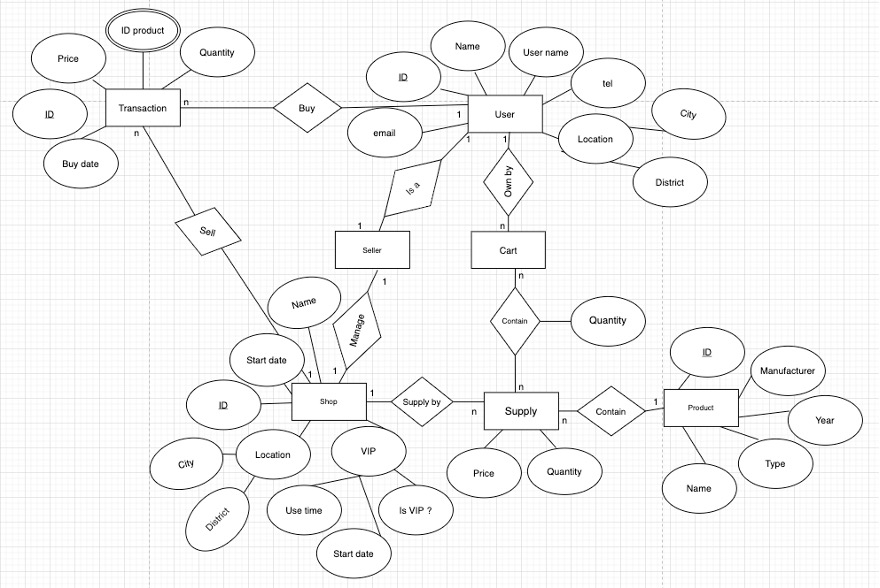 ID product
Price
Quantity
ID
Transaction
n
n
Buy date
Buy
Name
User name
ID
tel
User
1
1
1
email
Location
City
District
Is a
Own by
Sell
1
Seller
1
n
Cart
n
Contain
Quantity
n
Name
Manage
Start date
1
1
ID
Shop
1
Supply by
n
Supply
n
Contain
1
Product
ID
Manufacturer
Year
Type
Name
Price
Quantity
Location
City
District
VIP
Use time
Is VIP ?
Start date